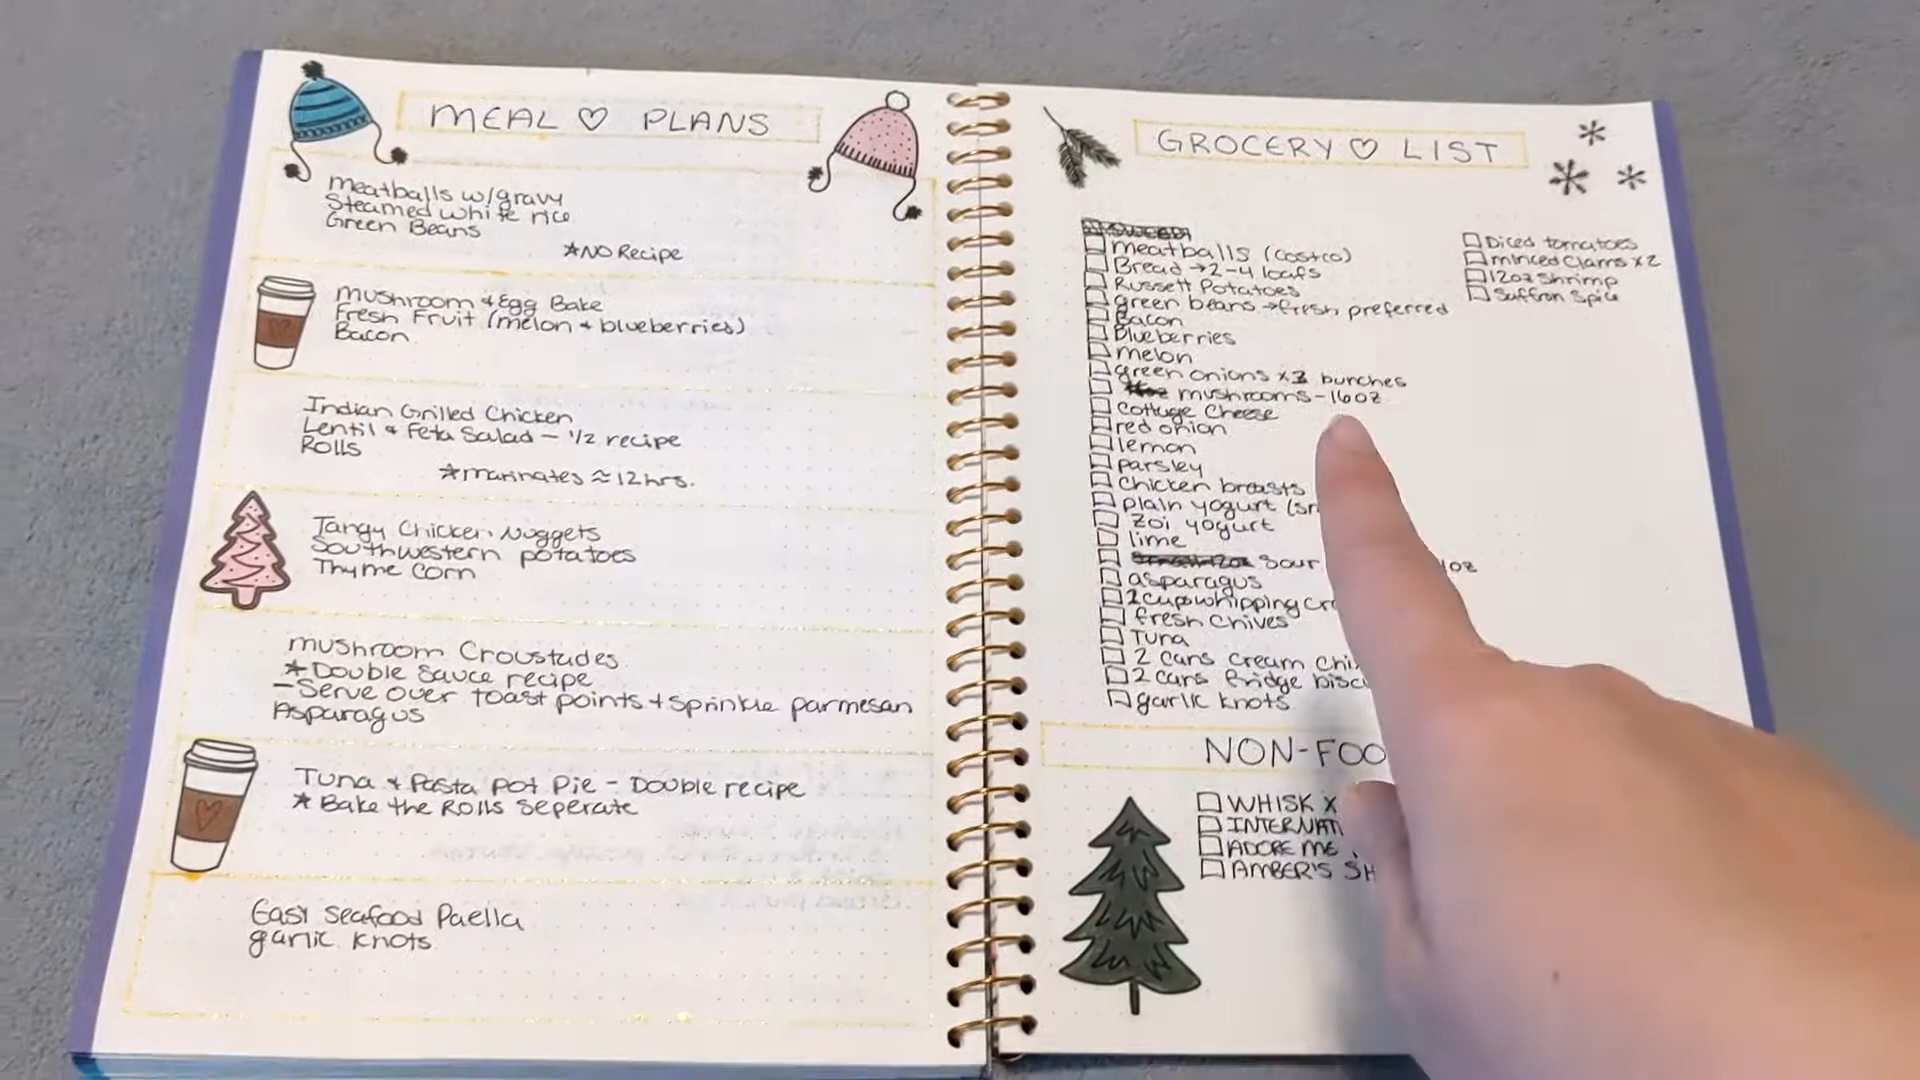 MEAL ♡ PLANS
Meatballs w/gravy
Steamed white rice
Green Beans
*NO Recipe
Mushroom & Egg Bake
Fresh Fruit (melon & blueberries)
Bacon
Indian Grilled Chicken
Lentil & Feta Salad - 1/2 recipe
Rolls
*marinates ≈ 12hrs.
Tangy Chicken Nuggets
Southwestern potatoes
Thyme Corn
mushroom Croustades
*Double Sauce recipe
-Serve over toast points + Sprinkle parmesan
Asparagus
Tuna & Pasta Pot Pie - Double recipe
* Bake the Rolls Seperate
Easy Seafood Paella
garlic knots
GROCERY ♡ LIST
meatballs (costco)
Bread → 2-4 loafs
Russett Potatoes
green beans → fresh preferred
Bacon
Blueberries
melon
green onions x3 bunches
mushrooms - 16oz
Cottage Cheese
red onion
lemon
parsley
Chicken breasts
plain yogurt
Zoi yogurt
lime
Sour
asparagus
2 cups whipping
fresh chives
Tuna
2 cans cream
2 cans fridge
garlic knots
Diced tomatoes
minced clams x2
12oz Shrimp
Saffron Spice
NON-FOO
WHISK X
INTERNATI
ADORE ME
AMBER'S SH